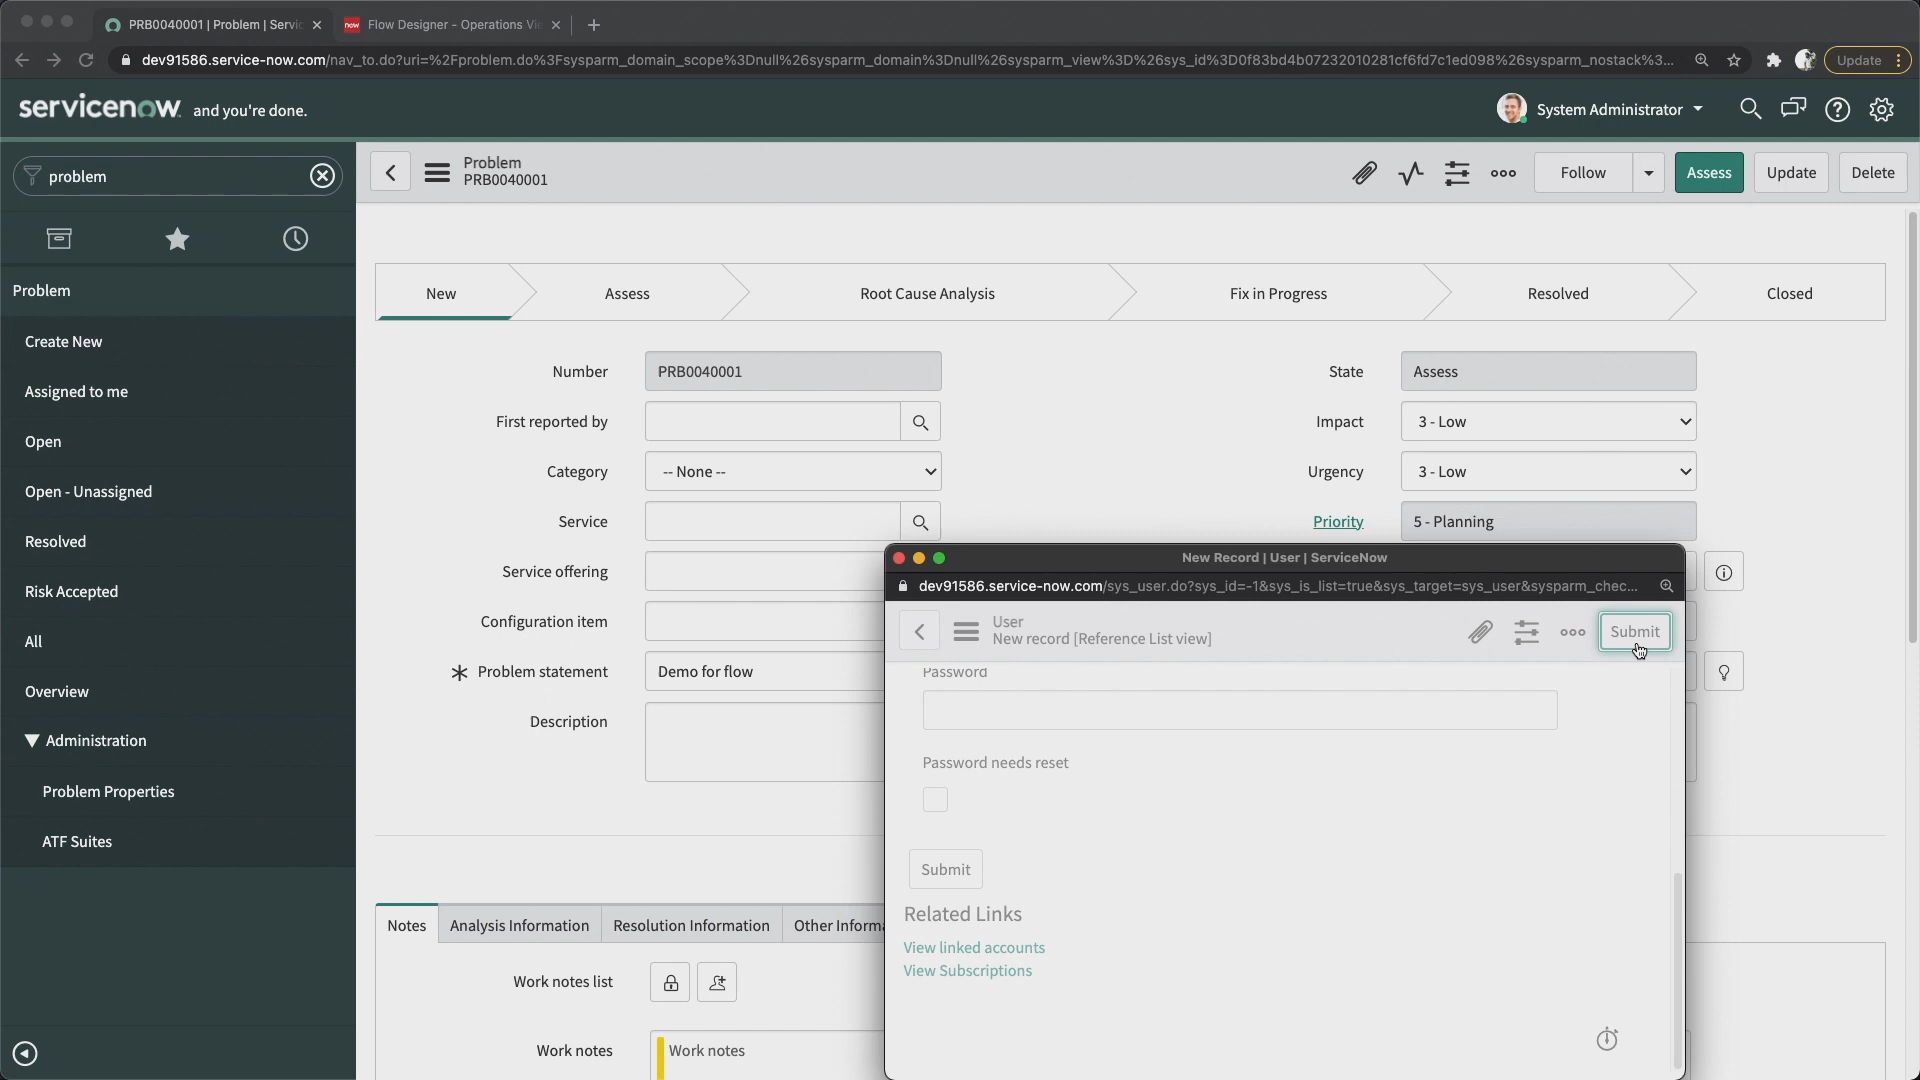 PRB0040001 | Problem | Servic
Flow Designer - Operations Vie
dev91586.service-now.com/nav_to.do?uri=%2Fproblem.do%3Fsysparm_domain_scope%3Dnull%26sysparm_domain%3Dnull%26sysparm_view%3D%26sys_id%3D0f83bd4b07232010281cf6fd7c1ed098%26sysparm_nostack%3...
Update
servicenow and you're done.
System Administrator
problem
Problem
PRB0040001
Follow
Assess
Update
Delete
Problem
Create New
Assigned to me
Open
Open - Unassigned
Resolved
Risk Accepted
All
Overview
Administration
Problem Properties
ATF Suites
New
Assess
Root Cause Analysis
Fix in Progress
Resolved
Closed
Number
PRB0040001
State
Assess
First reported by
Impact
3 - Low
Category
-- None --
Urgency
3 - Low
Service
Priority
5 - Planning
Service offering
Configuration item
Problem statement
Demo for flow
Description
Notes
Analysis Information
Resolution Information
Other Informa
Work notes list
Work notes
Work notes
New Record | User | ServiceNow
dev91586.service-now.com/sys_user.do?sys_id=-1&sys_is_list=true&sys_target=sys_user&sysparm_chec...
User
New record [Reference List view]
Submit
Password
Password needs reset
Submit
Related Links
View linked accounts
View Subscriptions